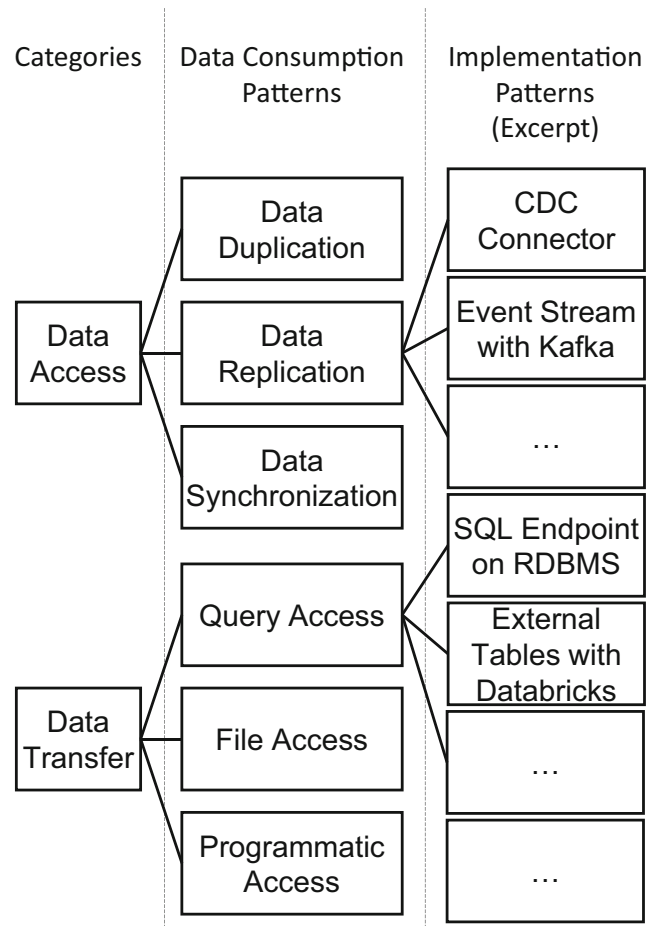 Categories
Data Consumption
Patterns
Implementation
Patterns
(Excerpt)
Data
Access
Data
Duplication
Data
Replication
Data
Synchronization
CDC
Connector
Event Stream
with Kafka
...
Data
Transfer
Query Access
File Access
Programmatic
Access
SQL Endpoint
on RDBMS
External
Tables with
Databricks
...
...